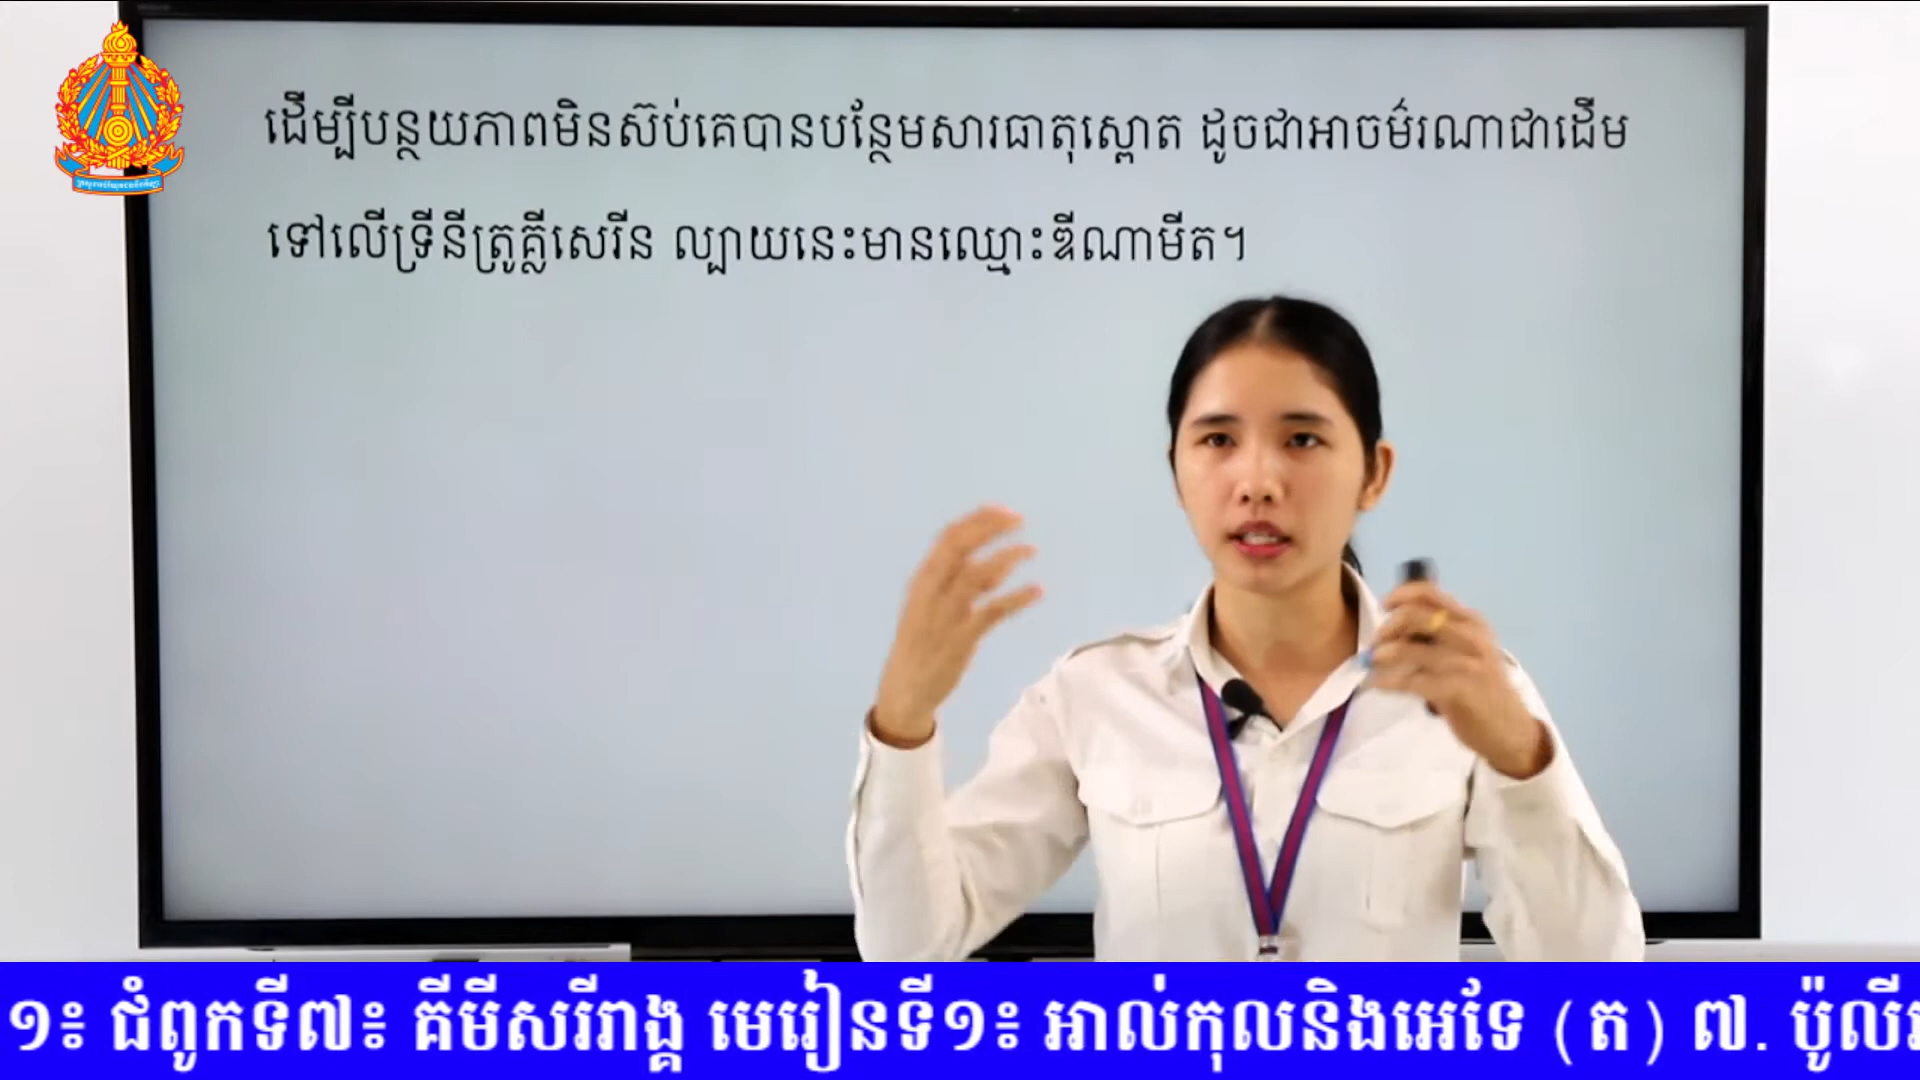 ដើម្បីបន្ថយភាពមិនស៊ប់គេបានបន្ថែមសារធាតុស្ពោត ដូចជាអាចម៌រណាជាដើម
ទៅលើទ្រីនីត្រូគ្លីសេរីន ល្បាយនេះមានឈ្មោះឌីណាមីត។
១៖ ជំពូកទី៧៖ គីមីសរីរាង្គ មេរៀនទី១៖ អាល់កុលនិងអេទែ (ត) ៧. ប៉ូលី